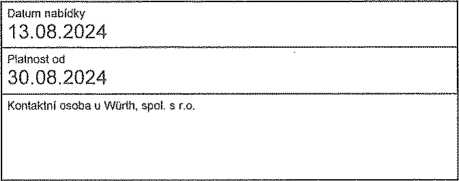 Datum nabídky
13.08.2024
Platnost od
30.08.2024
Kontaktní osoba u Würth, spol. s r.o.